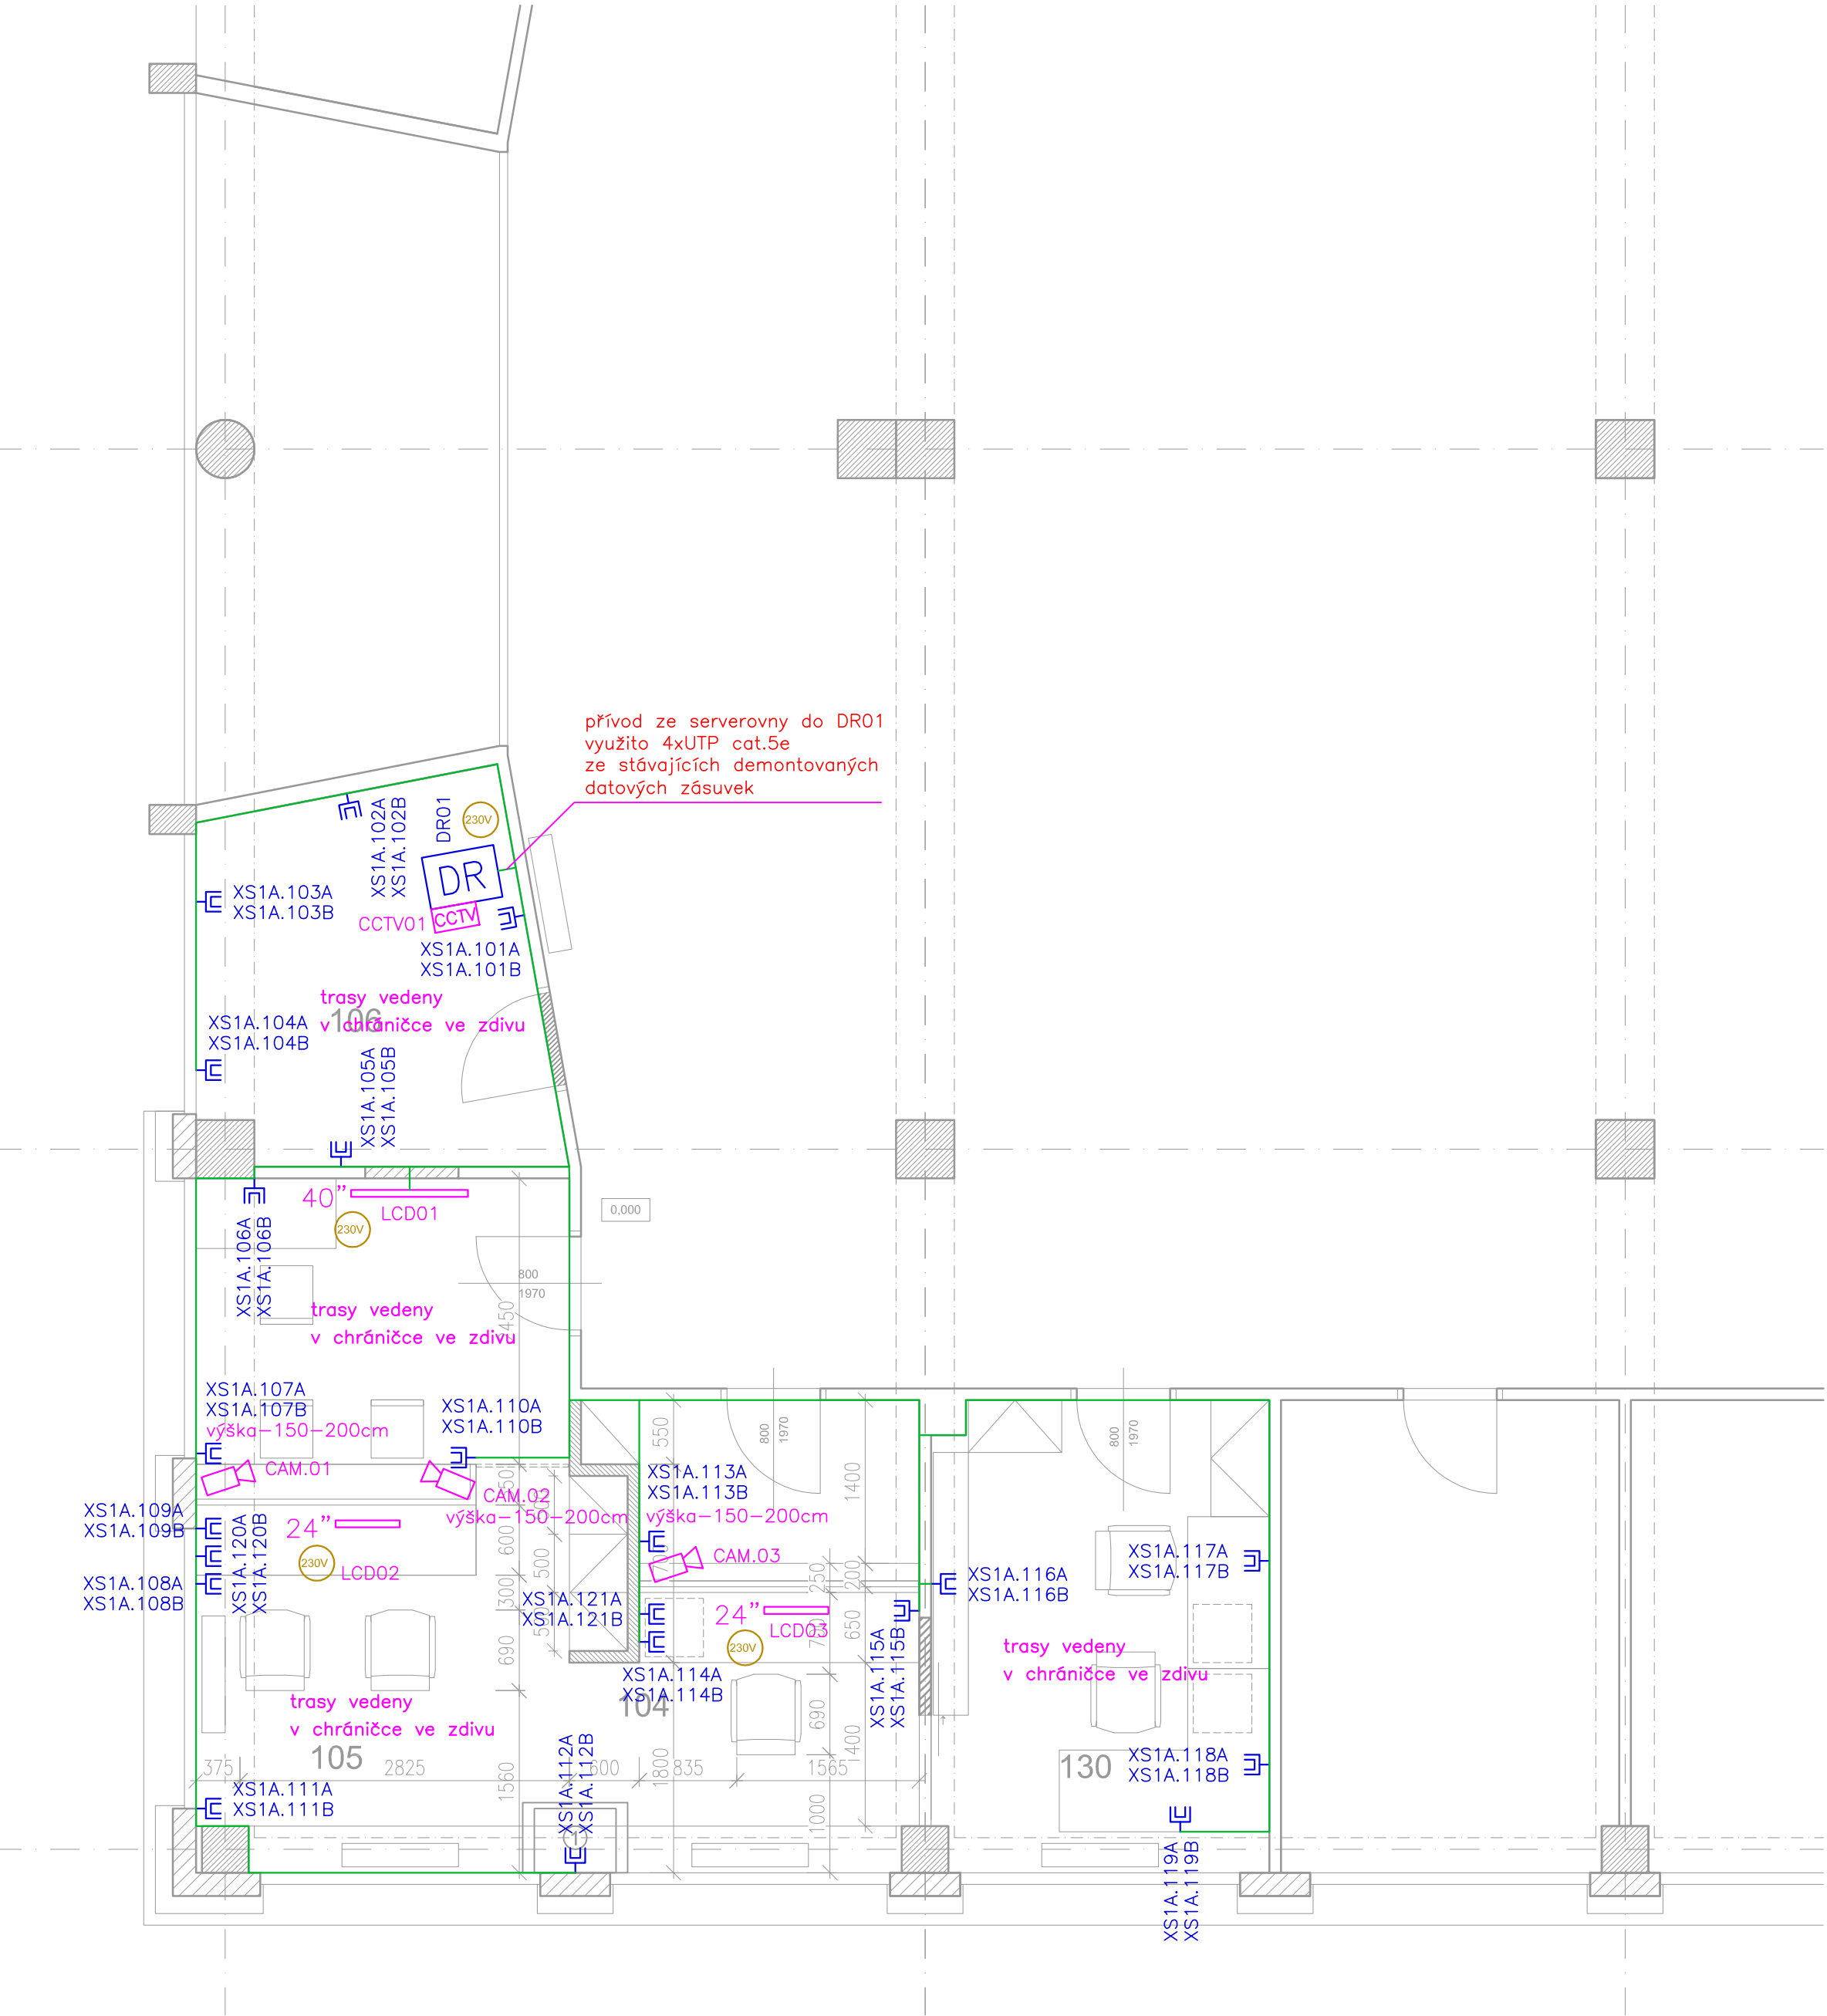 přívod ze serverovny do DR01
využito 4xUTP cat.5e
ze stávajících demontovaných
datových zásuvek
XS1A.102A
XS1A.102B
DR01
230V
DR
CCTV
CCTV01
XS1A.103A
XS1A.103B
XS1A.101A
XS1A.101B
trasy vedeny
v chráničce ve zdivu
106
XS1A.104A
XS1A.104B
XS1A.105A
XS1A.105B
40"
LCD01
230V
0,000
XS1A.106A
XS1A.106B
800
1970
trasy vedeny
v chráničce ve zdivu
XS1A.107A
XS1A.107B
výška-150-200cm
CAM.01
XS1A.110A
XS1A.110B
CAM.02
výška-150-200cm
XS1A.109A
XS1A.109B
XS1A.120A
XS1A.120B
24"
LCD02
230V
XS1A.108A
XS1A.108B
600
300
690
1560
500
550
XS1A.113A
XS1A.113B
výška-150-200cm
CAM.03
XS1A.121A
XS1A.121B
24"
LCD03
230V
XS1A.114A
XS1A.114B
104
800
1970
1400
200
250
650
690
1400
1800
1000
XS1A.115A
XS1A.115B
XS1A.116A
XS1A.116B
800
1970
XS1A.117A
XS1A.117B
trasy vedeny
v chráničce ve zdivu
130
XS1A.118A
XS1A.118B
XS1A.119A
XS1A.119B
trasy vedeny
v chráničce ve zdivu
105
375
2825
600
835
1565
XS1A.111A
XS1A.111B
XS1A.112A
XS1A.112B
1